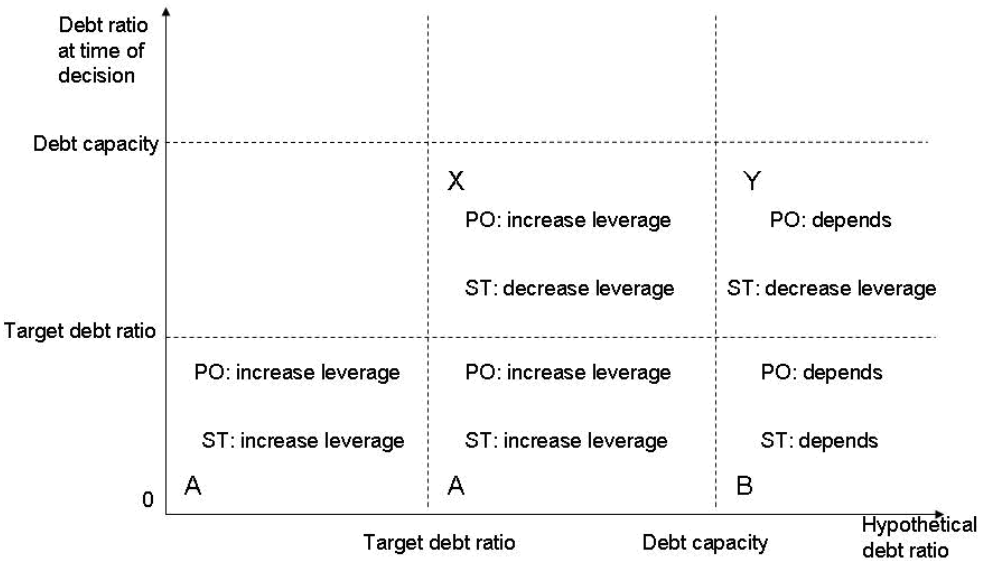 Debt ratio
at time of
decision
Debt capacity
X
Y
PO: increase leverage
PO: depends
ST: decrease leverage
ST: decrease leverage
Target debt ratio
PO: increase leverage
PO: increase leverage
PO: depends
ST: increase leverage
ST: increase leverage
ST: depends
A
A
B
0
Target debt ratio
Debt capacity
Hypothetical
debt ratio